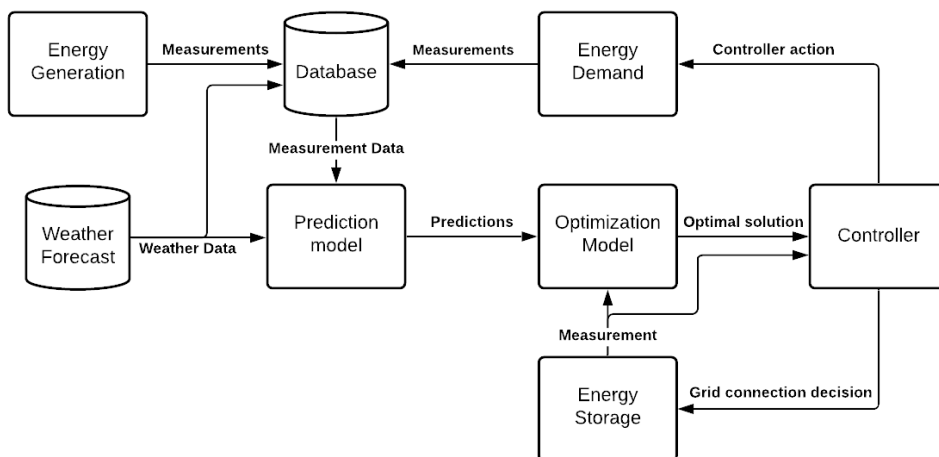 Energy
Generation
Measurements
Database
Measurements
Energy
Demand
Controller action
Measurement Data
Weather
Forecast
Weather Data
Prediction
model
Predictions
Optimization
Model
Optimal solution
Controller
Measurement
Energy
Storage
Grid connection decision